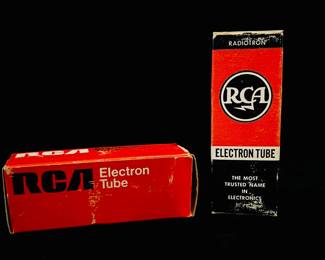 RCA Electron
Tube
RADIOTRON
RCA
ELECTRON TUBE
THE MOST
TRUSTED NAME
IN
ELECTRONICS